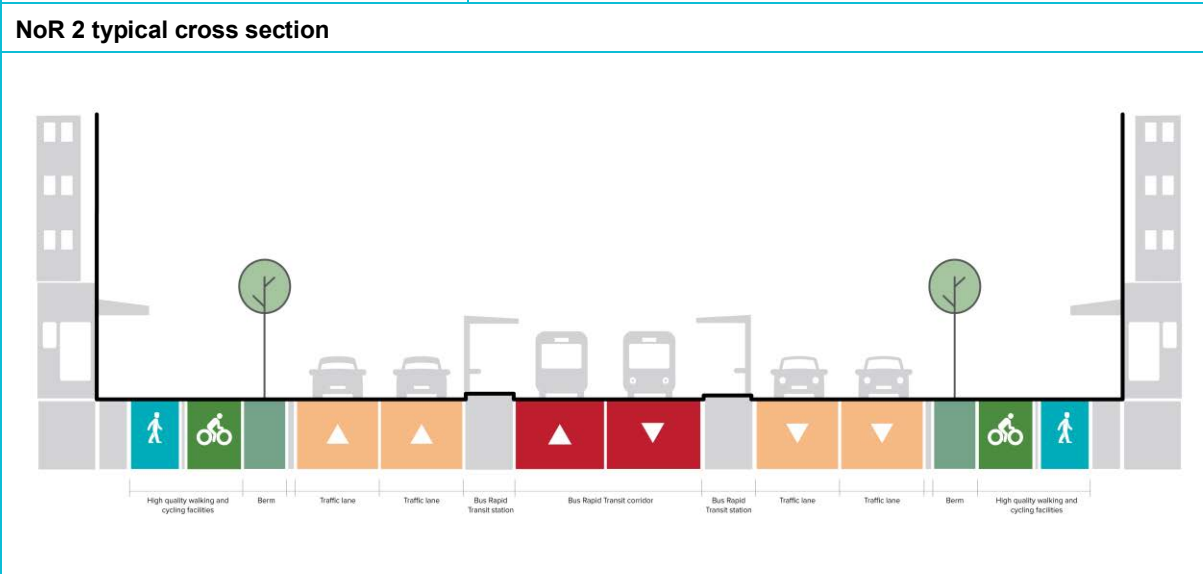 NoR 2 typical cross section
High quality walking and
cycling facilities
Berm
Traffic lane
Traffic lane
Bus Rapid
Transit station
Bus Rapid Transit corridor
Bus Rapid
Transit station
Traffic lane
Traffic lane
Berm
High quality walking and
cycling facilities